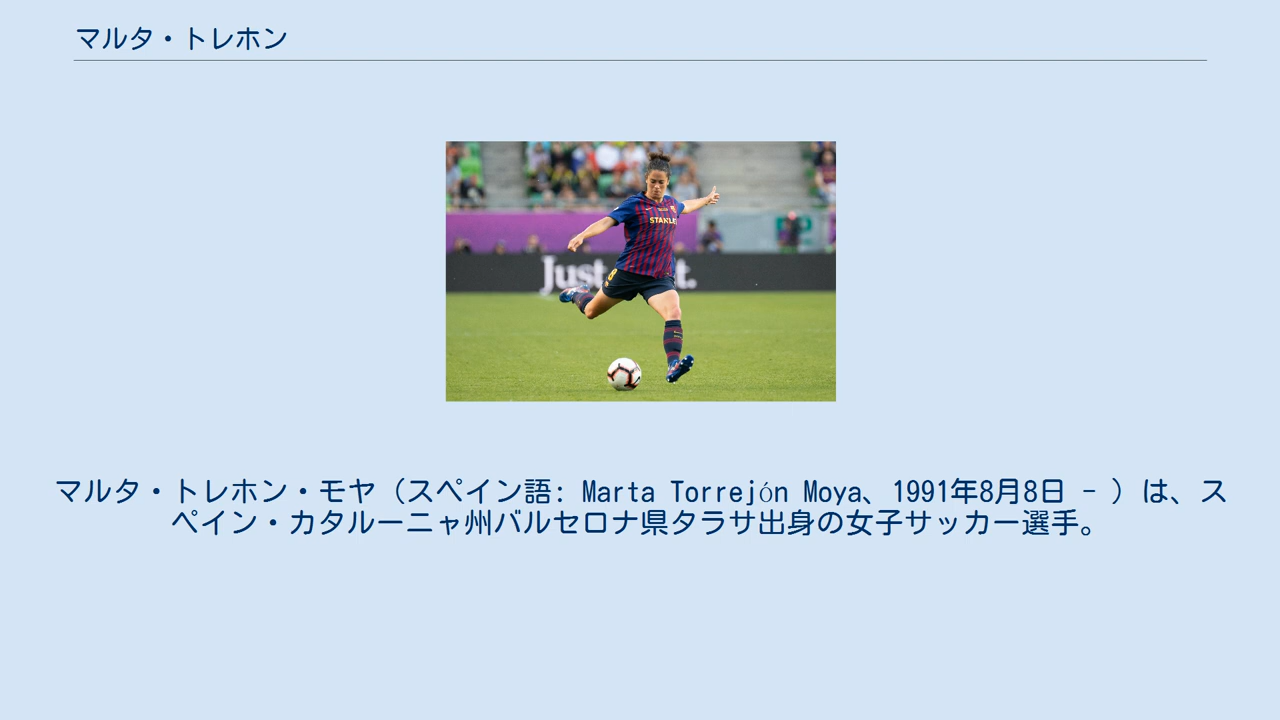 マルタ・トレホン
STANLEY
8
Just
t.
マルタ・トレホン・モヤ（スペイン語: Marta Torrejón Moya、1991年8月8日 - ）は、ス
ペイン・カタルーニャ州バルセロナ県タラサ出身の女子サッカー選手。